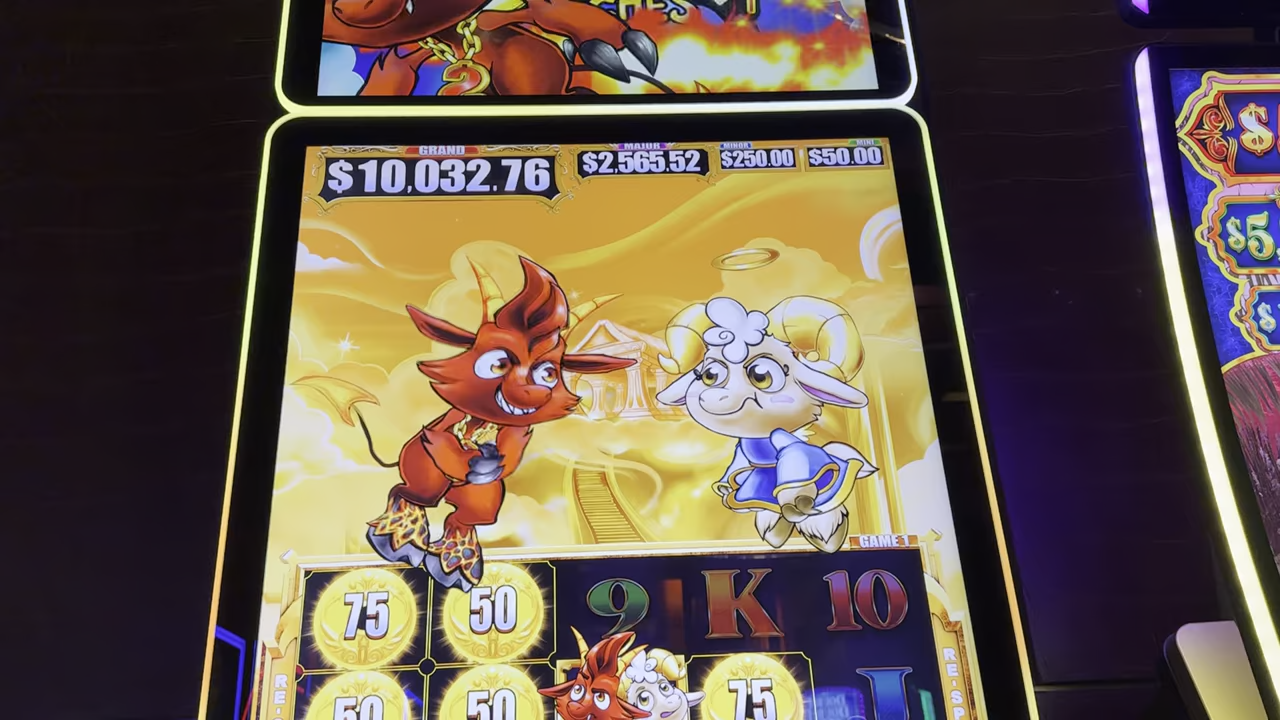 GRAND
$10,032.76
MAJOR
$2,565.52
MINOR
$250.00
MINI
$50.00
GAME 1
75
50
9
K
10
50
50
75
J
$5
$